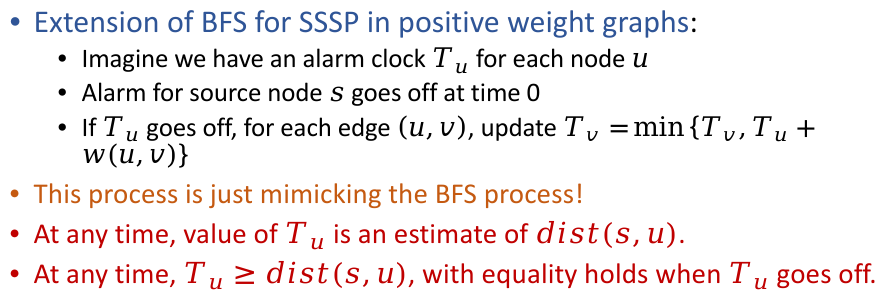 • Extension of BFS for SSSP in positive weight graphs:
• Imagine we have an alarm clock T_u for each node u
• Alarm for source node s goes off at time 0
• If T_u goes off, for each edge (u, v), update T_v = min {T_v, T_u +
w(u, v)}
• This process is just mimicking the BFS process!
• At any time, value of T_u is an estimate of dist(s, u).
• At any time, T_u ≥ dist(s, u), with equality holds when T_u goes off.